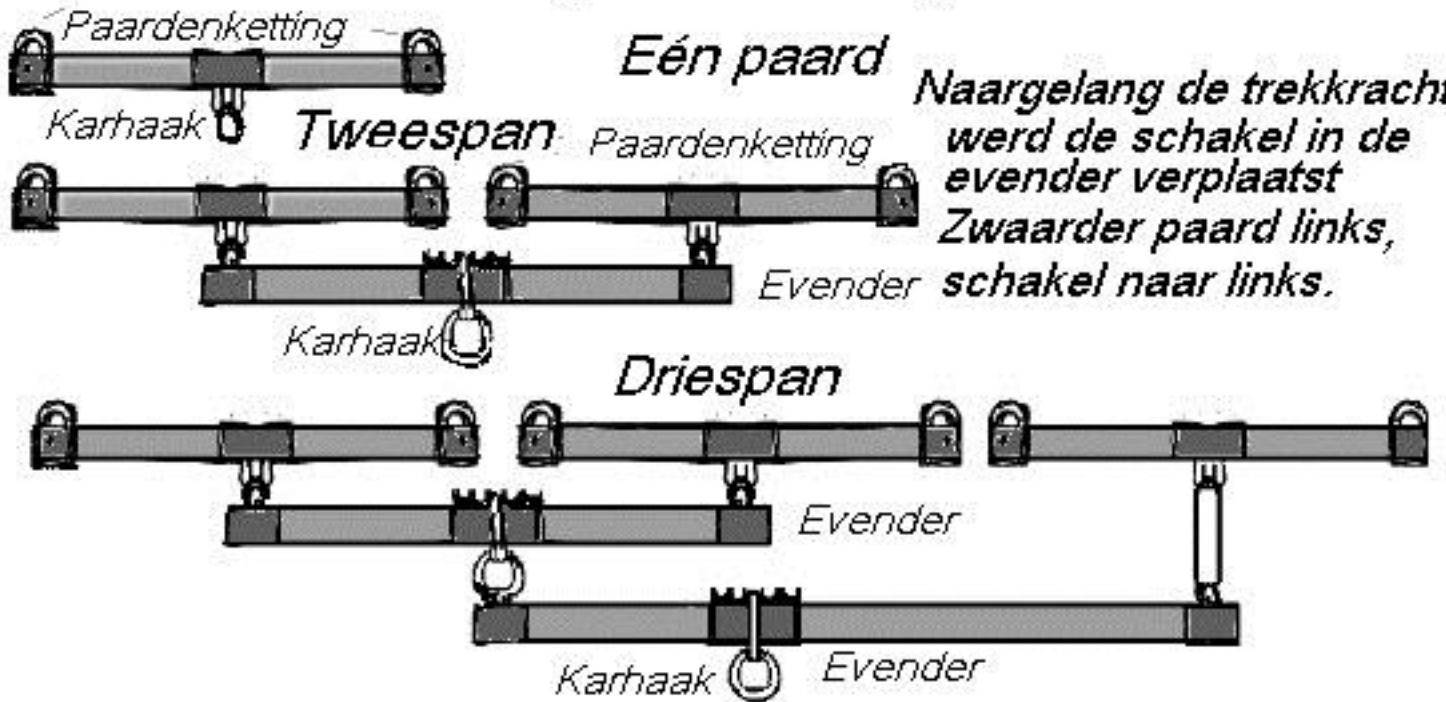 Paardenketting
Eén paard
Karhaak
Naargelang de trekkracht
werd de schakel in de
evender verplaatst
Zwaarder paard links,
schakel naar links.
Tweespan
Paardenketting
Evender
Karhaak
Driespan
Evender
Karhaak
Evender